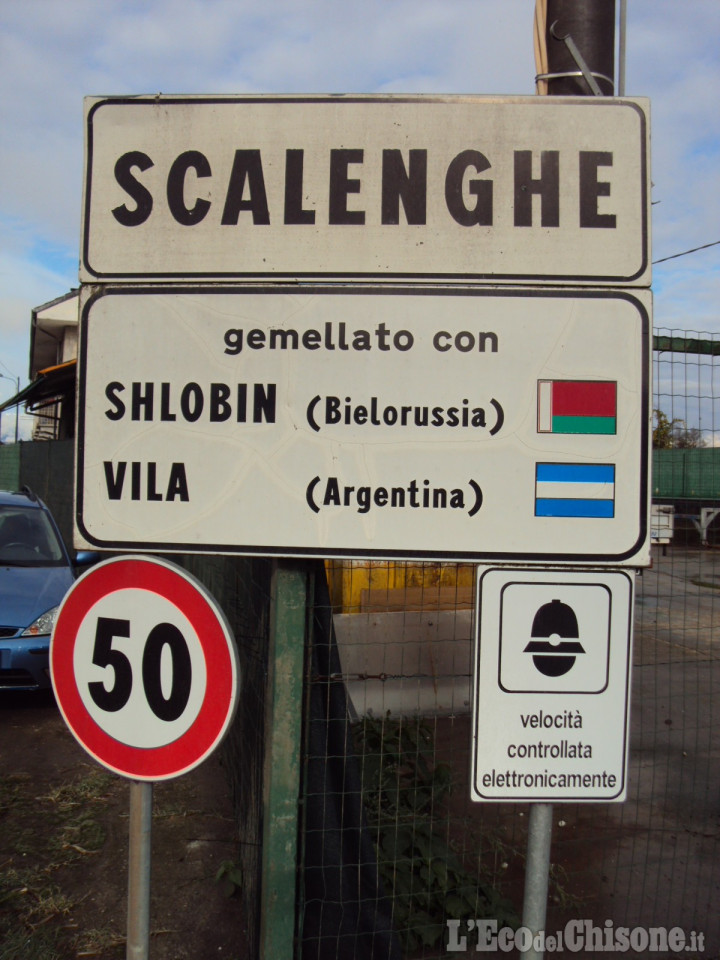 SCALENGHE
gemellato con
SHLOBIN (Bielorussia)
VILA (Argentina)
50
velocità
controllata
elettronicamente
L'EcodelChisone.it